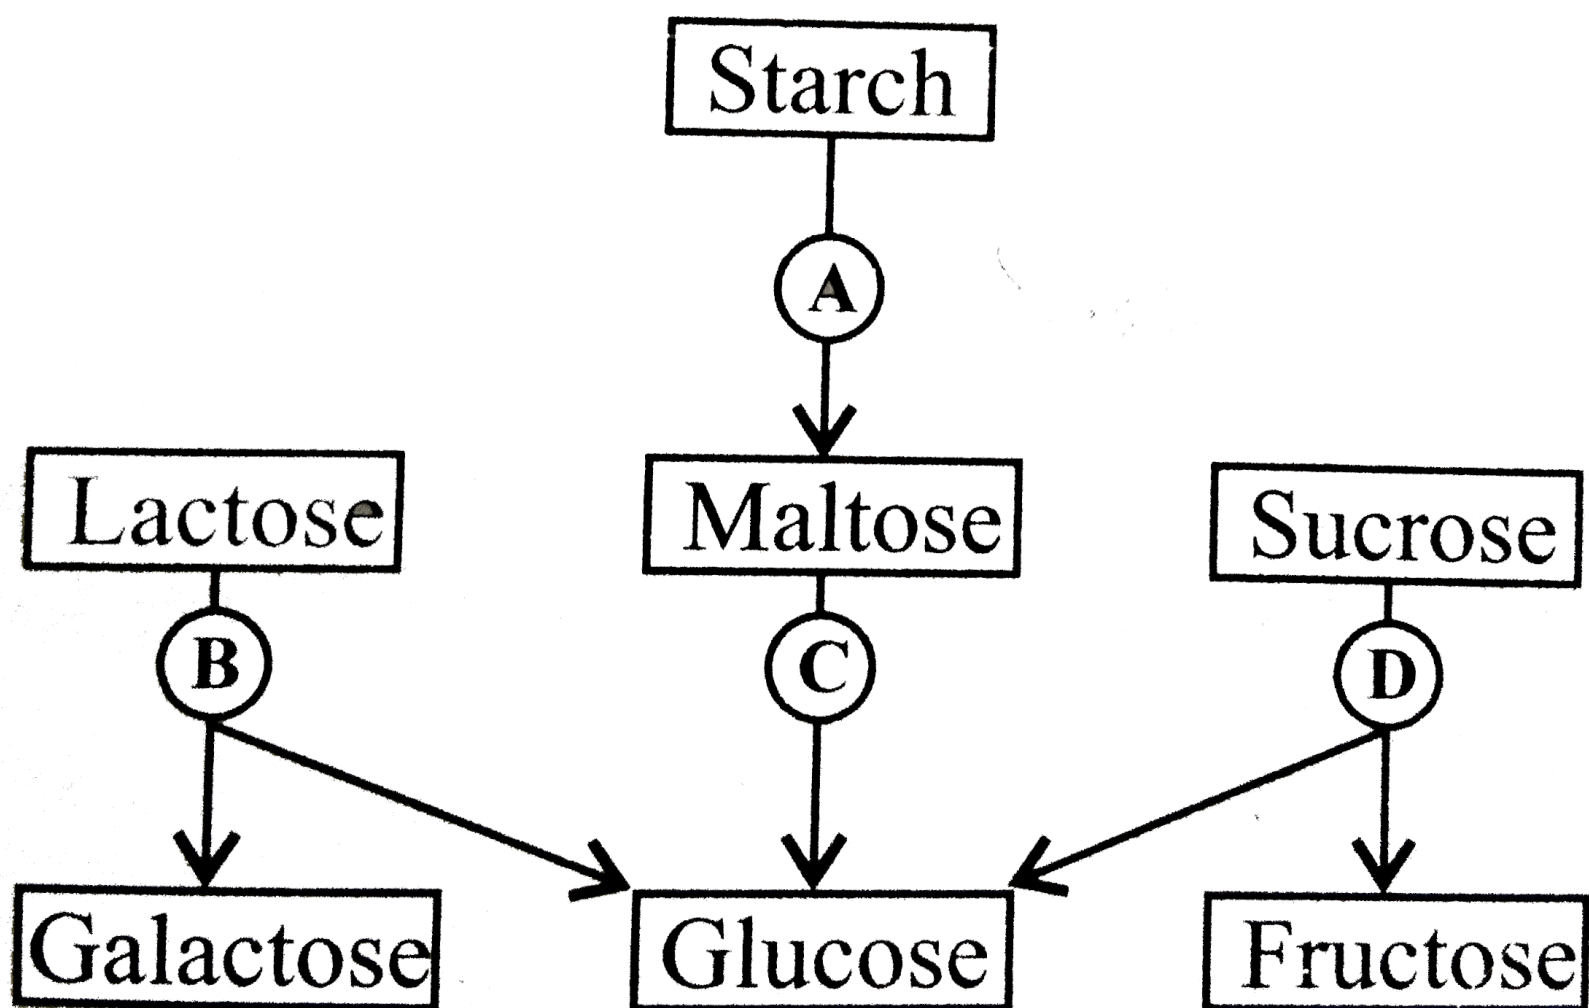 Starch
A
Lactose
Maltose
Sucrose
B
C
D
Galactose
Glucose
Fructose